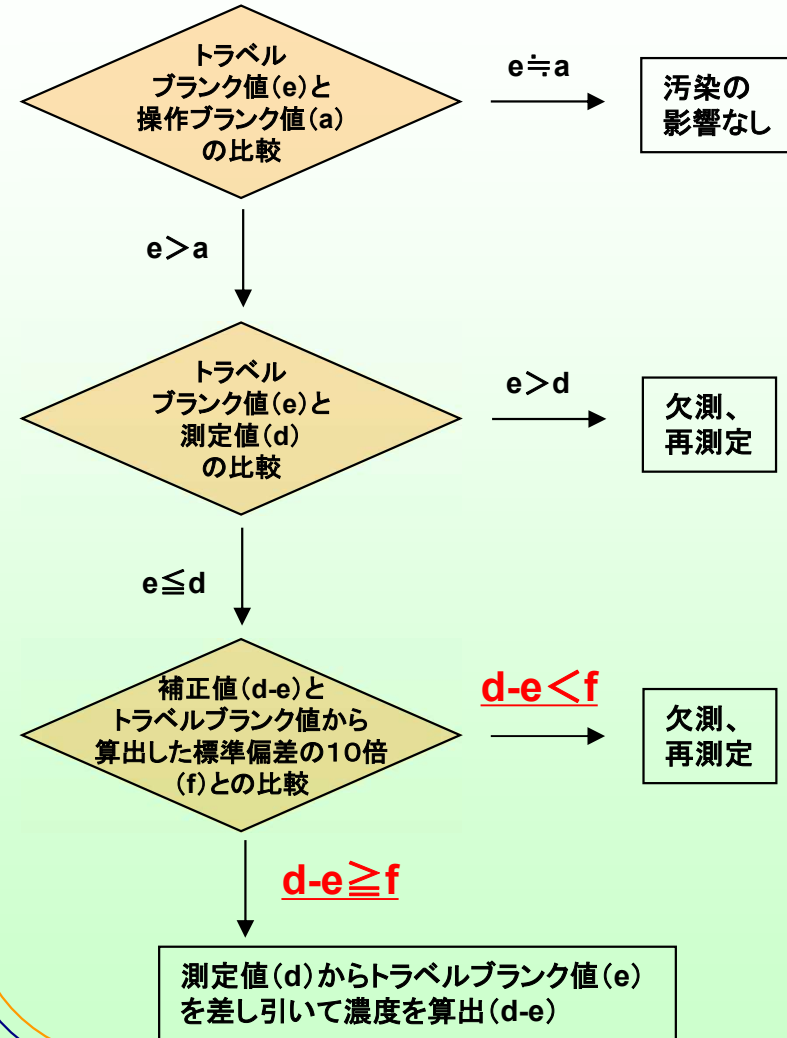 トラベル
ブランク値(e)と
操作ブランク値(a)
の比較
e≒a
汚染の
影響なし
e＞a
トラベル
ブランク値(e)と
測定値(d)
の比較
e＞d
欠測、
再測定
e≦d
補正値(d-e)と
トラベルブランク値から
算出した標準偏差の10倍
(f)との比較
d-e＜f
欠測、
再測定
d-e≧f
測定値(d)からトラベルブランク値(e)
を差し引いて濃度を算出(d-e)